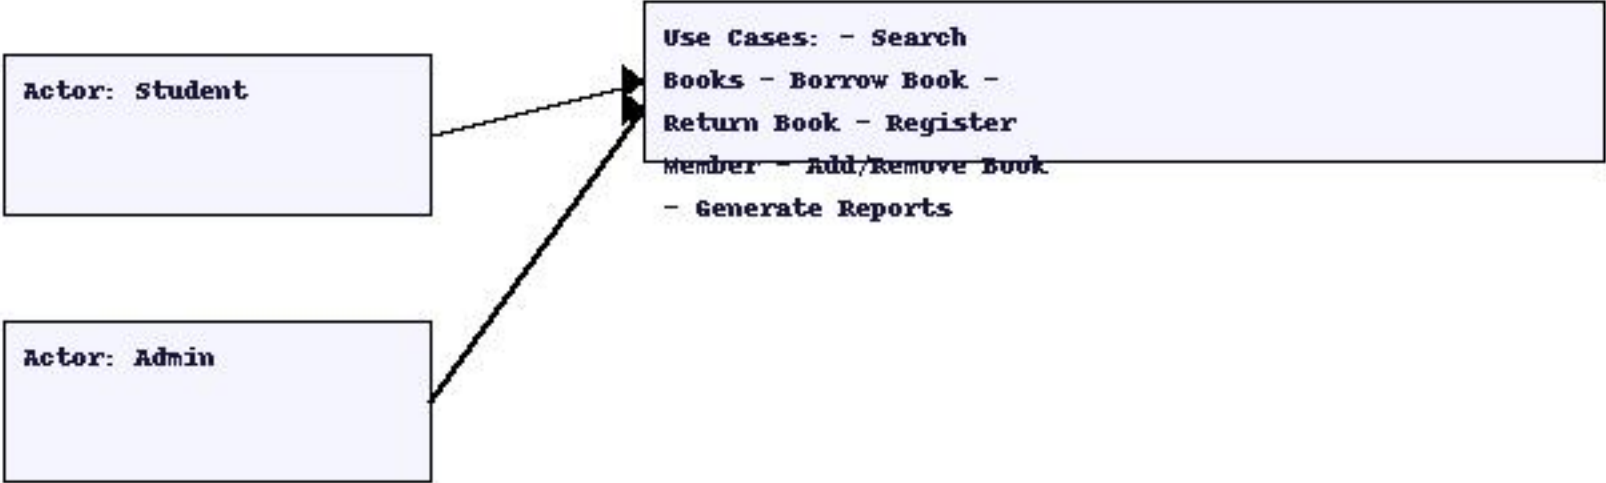 Actor: Student
Use Cases: - Search
Books - Borrow Book -
Return Book - Register
Member - Add/Remove Book
- Generate Reports
Actor: Admin